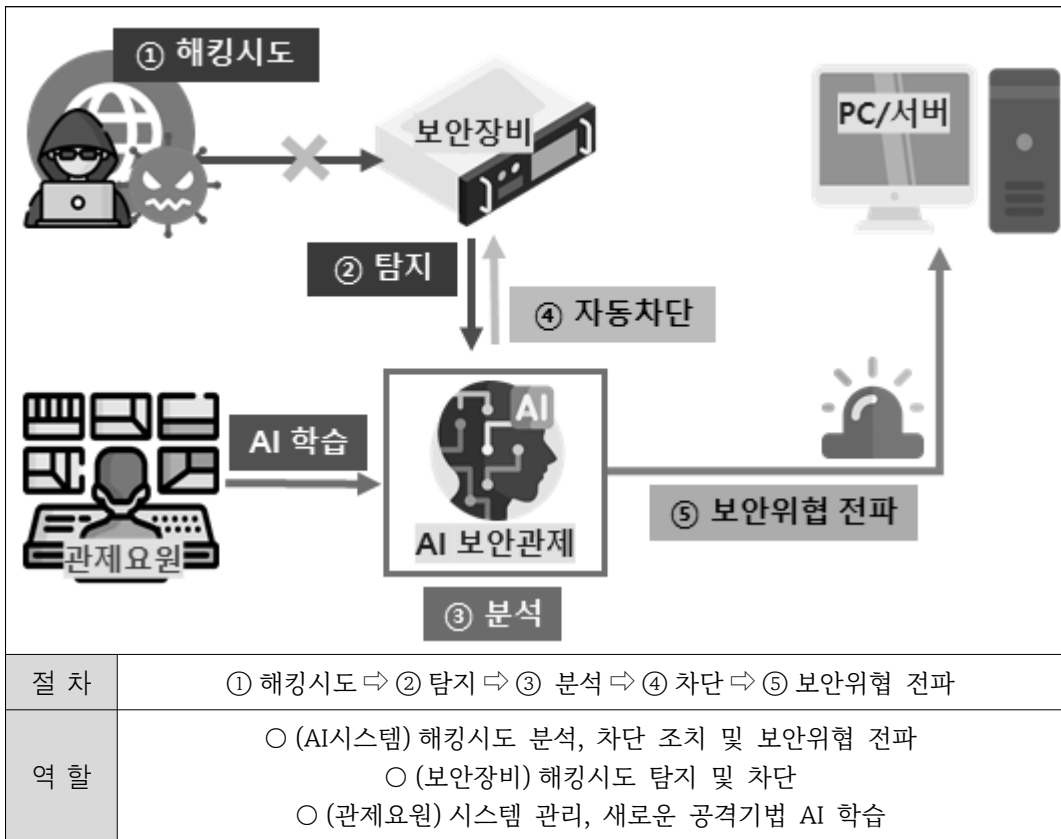 ① 해킹시도
보안장비
PC/서버
② 탐지
④ 자동차단
AI 학습
AI
관제요원
AI 보안관제
⑤ 보안위협 전파
③ 분석
절 차
① 해킹시도 ⇨ ② 탐지 ⇨ ③ 분석 ⇨ ④ 차단 ⇨ ⑤ 보안위협 전파
역 할
○ (AI시스템) 해킹시도 분석, 차단 조치 및 보안위협 전파
○ (보안장비) 해킹시도 탐지 및 차단
○ (관제요원) 시스템 관리, 새로운 공격기법 AI 학습